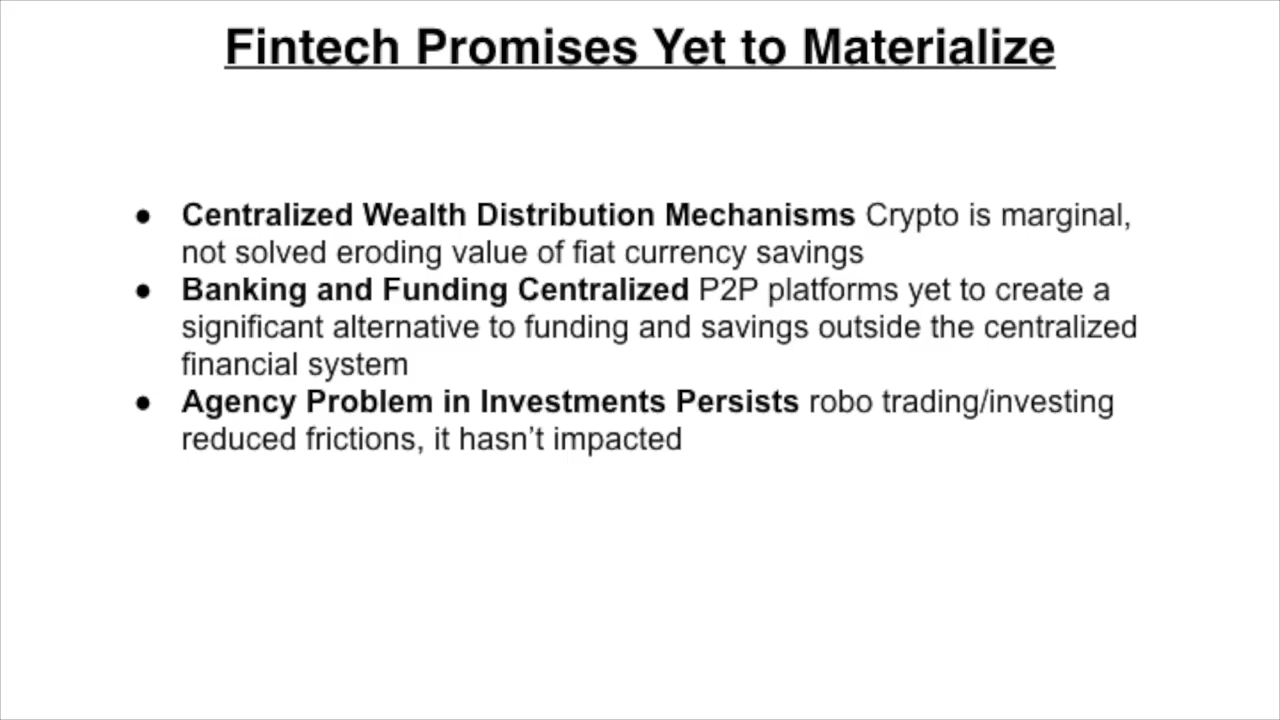 Fintech Promises Yet to Materialize
● Centralized Wealth Distribution Mechanisms Crypto is marginal,
not solved eroding value of fiat currency savings
● Banking and Funding Centralized P2P platforms yet to create a
significant alternative to funding and savings outside the centralized
financial system
● Agency Problem in Investments Persists robo trading/investing
reduced frictions, it hasn’t impacted